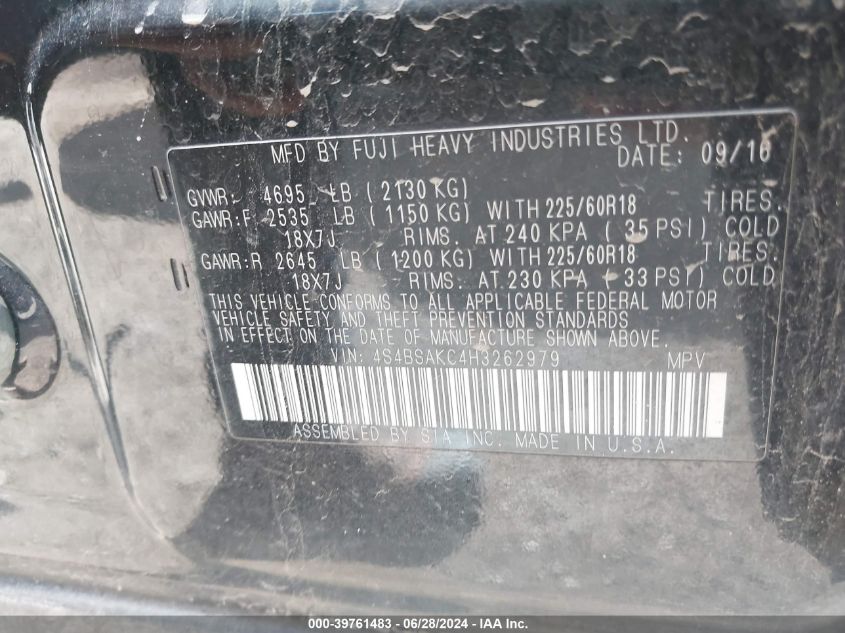 MFD BY FUJI HEAVY INDUSTRIES LTD.
DATE: 09/16
GVWR: 4695 LB (2130 KG)
GAWR:F 2535 LB (1150 KG) WITH 225/60R18 TIRES.
18X7J RIMS. AT 240 KPA (35 PSI) COLD
GAWR:R 2645 LB (1200 KG) WITH 225/60R18 TIRES.
18X7J RIMS. AT 230 KPA (33 PSI) COLD
THIS VEHICLE CONFORMS TO ALL APPLICABLE FEDERAL MOTOR
VEHICLE SAFETY AND THEFT PREVENTION STANDARDS
IN EFFECT ON THE DATE OF MANUFACTURE SHOWN ABOVE.
VIN: 4S4BSAKC4H3262979 MPV
ASSEMBLED BY SIA INC. MADE IN U.S.A.
000-39761483 - 06/28/2024 - IAA Inc.